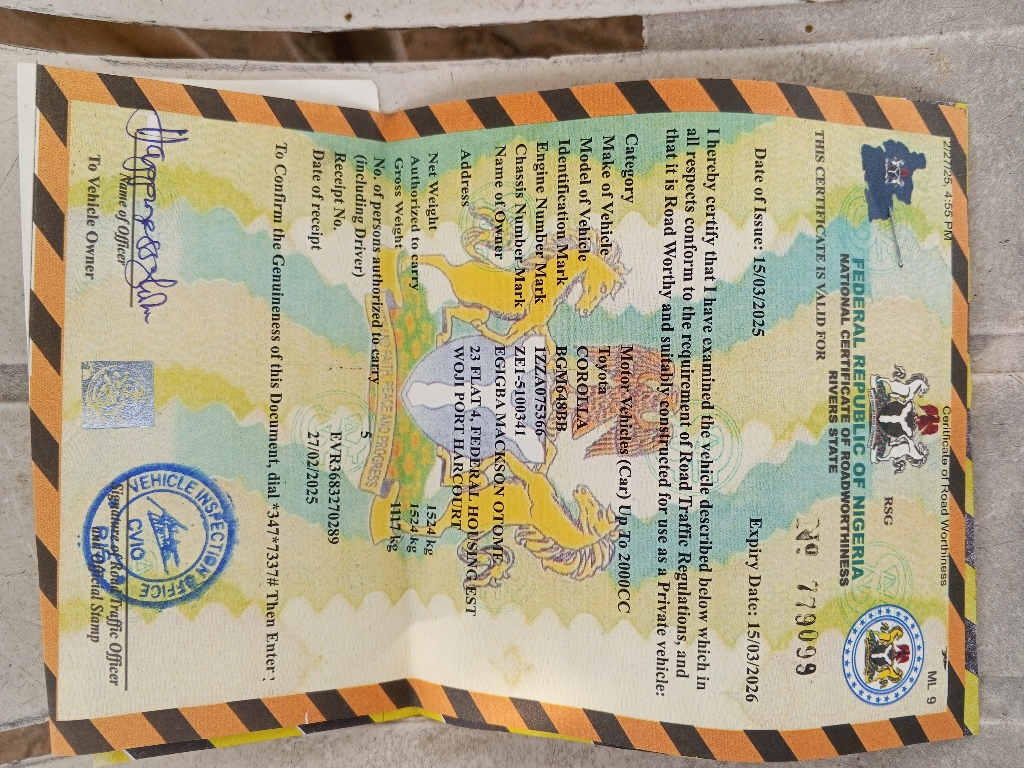 2/27/25, 4:55 PM
Certificate of Road Worthiness
ML 9
RSG
FEDERAL REPUBLIC OF NIGERIA
NATIONAL CERTIFICATE OF ROADWORTHINESS
RIVERS STATE
THIS CERTIFICATE IS VALID FOR
No 779099
Date of Issue: 15/03/2025 Expiry Date: 15/03/2026
I hereby certify that I have examined the vehicle described below which in
all respects conform to the requirement of Road Traffic Regulations, and
that it is Road Worthy and suitably constructed for use as a Private vehicle:
Category Motor Vehicles (Car) Up To 2000CC
Make of Vehicle Toyota
Model of Vehicle COROLLA
Identification Mark BGM648BB
Engine Number Mark 1ZZA075366
Chassis Number Mark ZE1-5100341
Name of Owner EGIGBA MACKSON OTOME
Address 23 FLAT 4, FEDERAL HOUSING EST
WOJI PORT HARCOURT
Net Weight 1524 kg
Authorized to carry 1524 kg
Gross Weight 1117 kg
No. of persons authorized to carry
(including Driver) 5
Receipt No. EVR3683270289
Date of receipt 27/02/2025
To Confirm the Genuineness of this Document, dial *347*7337# Then Enter
Name of Officer
To Vehicle Owner
VEHICLE INSPECTION OFFICE
CVIO
Signature of Road Traffic Officer
and Official Stamp
AND FAITH, PEACE AND PROGRESS